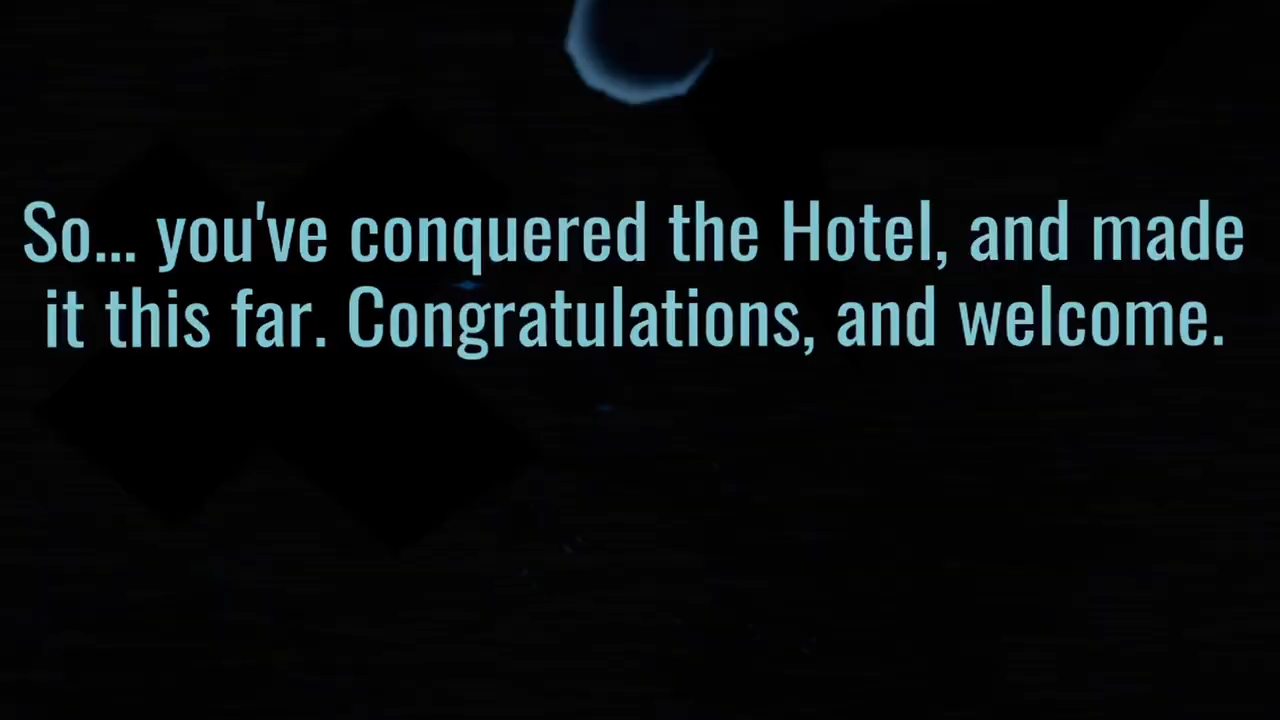 So... you've conquered the Hotel, and made
it this far. Congratulations, and welcome.